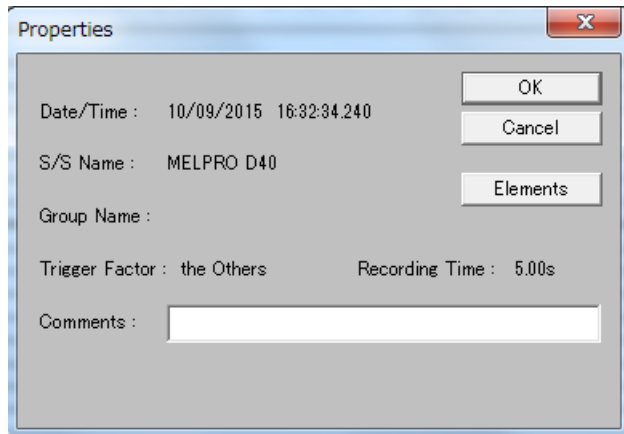 Properties
OK
Date/Time : 10/09/2015 16:32:34.240
Cancel
S/S Name : MELPRO D40
Elements
Group Name :
Trigger Factor : the Others Recording Time : 5.00s
Comments :